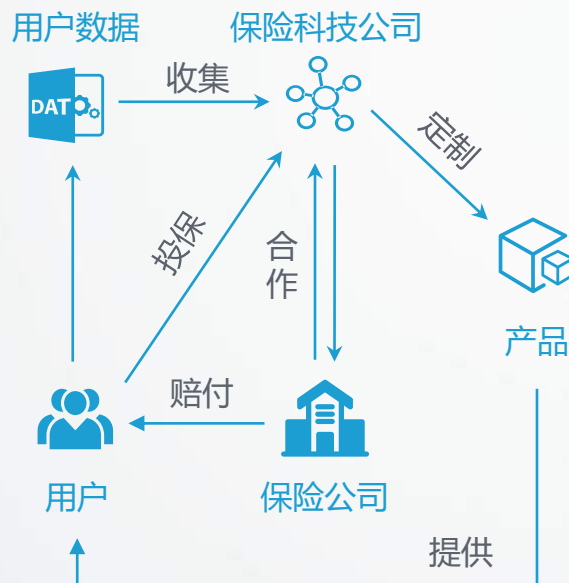 用户数据
保险科技公司
收集
DAT
定制
投保
合
作
产品
赔付
用户
保险公司
提供